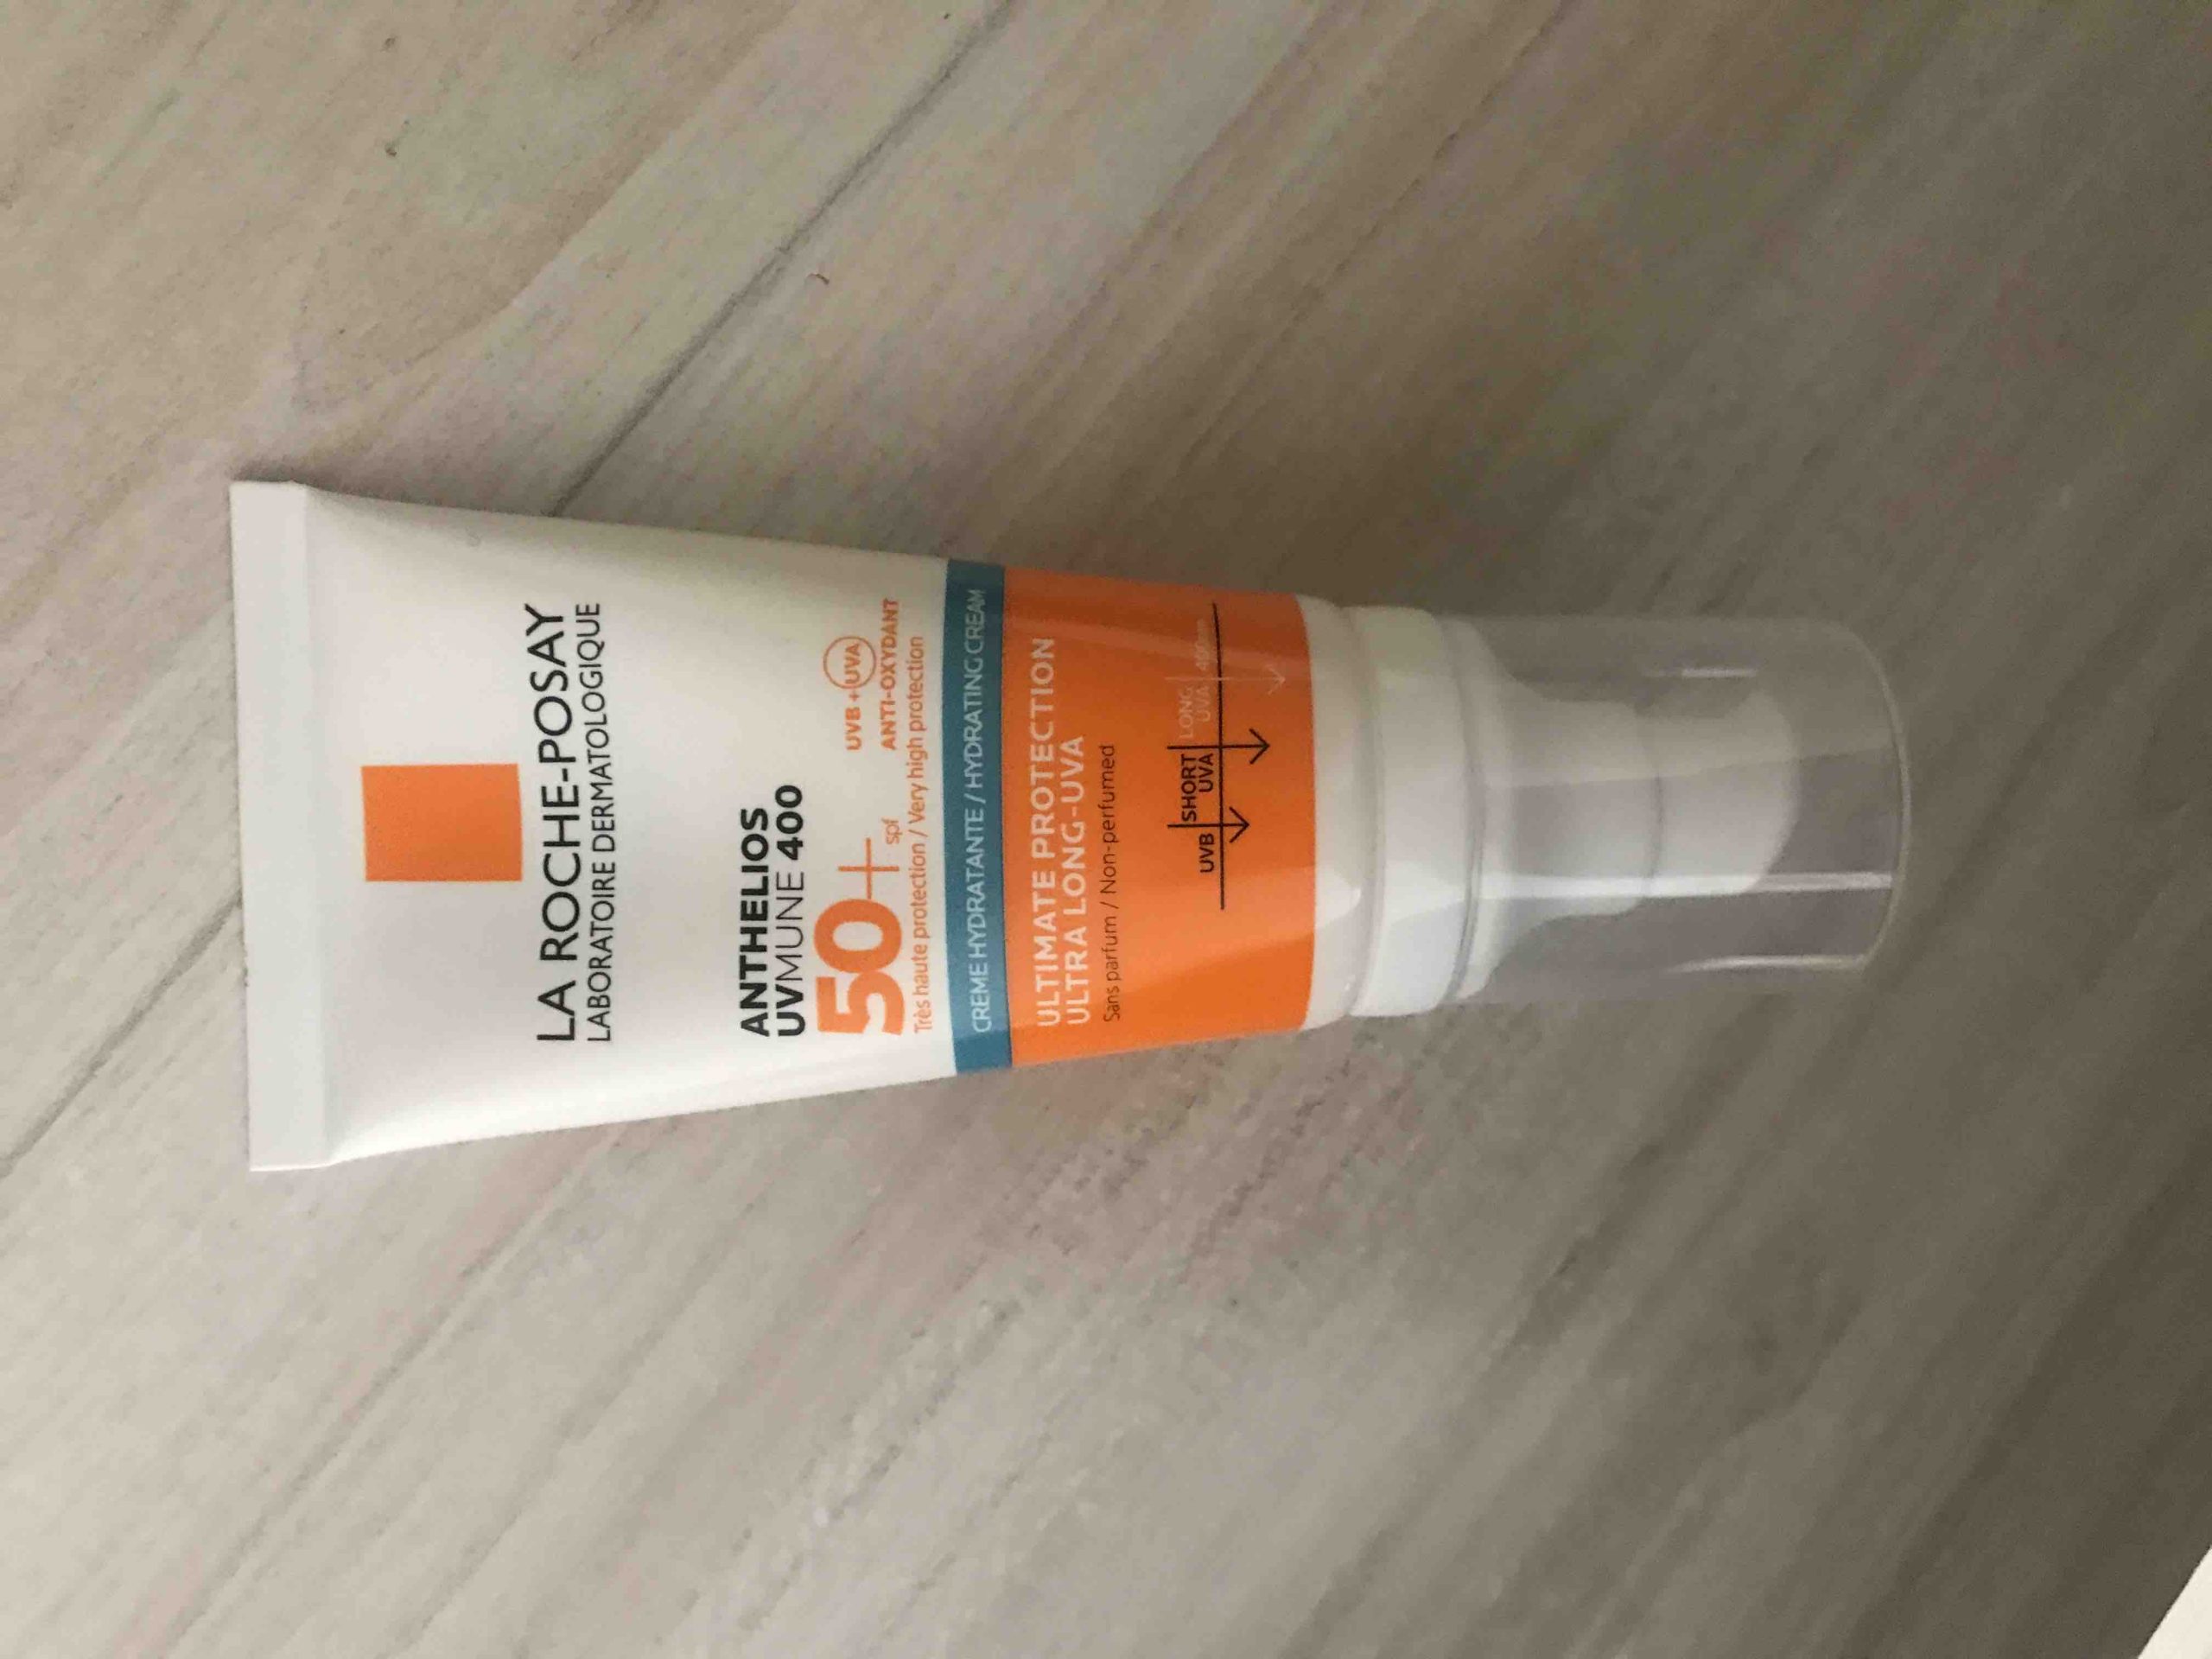 LA ROCHE-POSAY
LABORATOIRE DERMATOLOGIQUE
ANTHELIOS
UVMUNE 400
50+ spf
UVB + UVA
ANTI-OXYDANT
Très haute protection / Very high protection
CREME HYDRATANTE / HYDRATING CREAM
ULTIMATE PROTECTION
ULTRA LONG-UVA
Sans parfum / Non-perfumed
UVB
SHORT
UVA
LONG
UVA